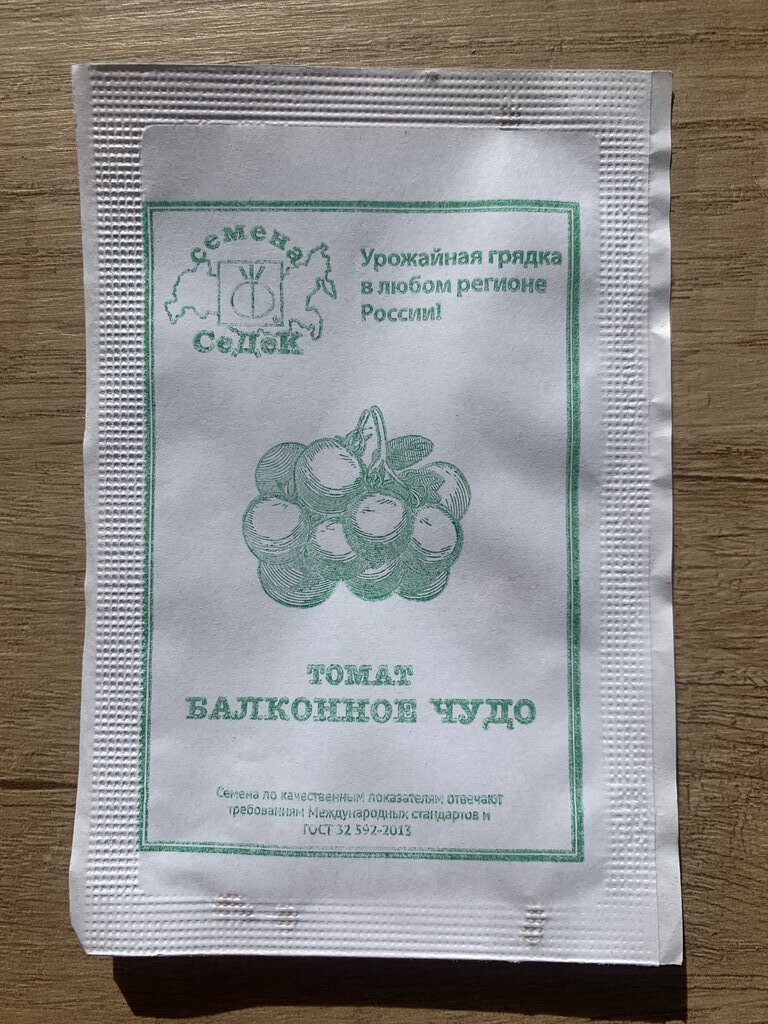 семена
СеДеК
Урожайная грядка
в любом регионе
России!
ТОМАТ
БАЛКОННОЕ ЧУДО
Семена по качественным показателям отвечают
требованиям Международных стандартов и
ГОСТ 32 592-2013